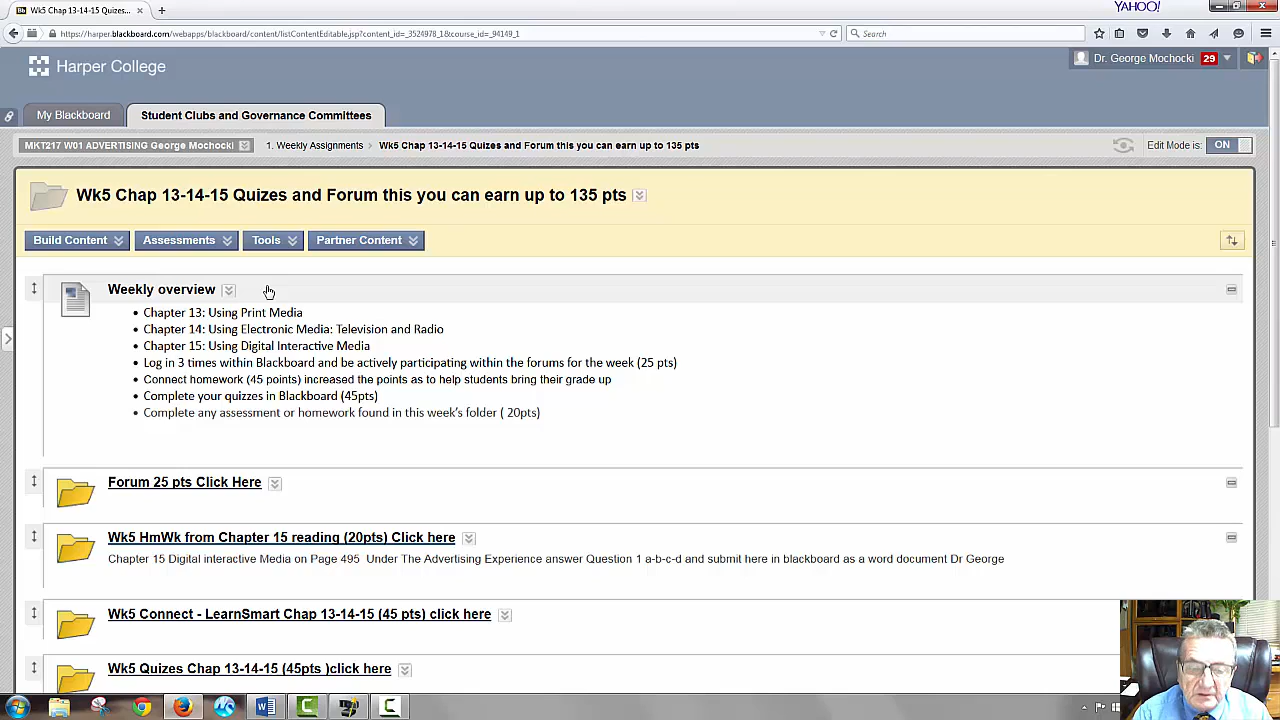 Wk5 Chap 13-14-15 Quizes...
YAHOO!
https://harper.blackboard.com/webapps/blackboard/content/listContentEditable.jsp?content_id=_3524978_1&course_id=_94149_1
Search
Harper College
Dr. George Mochocki 29
My Blackboard
Student Clubs and Governance Committees
MKT217 W01 ADVERTISING George Mochocki
1. Weekly Assignments > Wk5 Chap 13-14-15 Quizes and Forum this you can earn up to 135 pts
Edit Mode is: ON
Wk5 Chap 13-14-15 Quizes and Forum this you can earn up to 135 pts
Build Content
Assessments
Tools
Partner Content
Weekly overview
• Chapter 13: Using Print Media
• Chapter 14: Using Electronic Media: Television and Radio
• Chapter 15: Using Digital Interactive Media
• Log in 3 times within Blackboard and be actively participating within the forums for the week (25 pts)
• Connect homework (45 points) increased the points as to help students bring their grade up
• Complete your quizzes in Blackboard (45pts)
• Complete any assessment or homework found in this week's folder ( 20pts)
Forum 25 pts Click Here
Wk5 HmWk from Chapter 15 reading (20pts) Click here
Chapter 15 Digital interactive Media on Page 495 Under The Advertising Experience answer Question 1 a-b-c-d and submit here in blackboard as a word document Dr George
Wk5 Connect - LearnSmart Chap 13-14-15 (45 pts) click here
Wk5 Quizes Chap 13-14-15 (45pts )click here